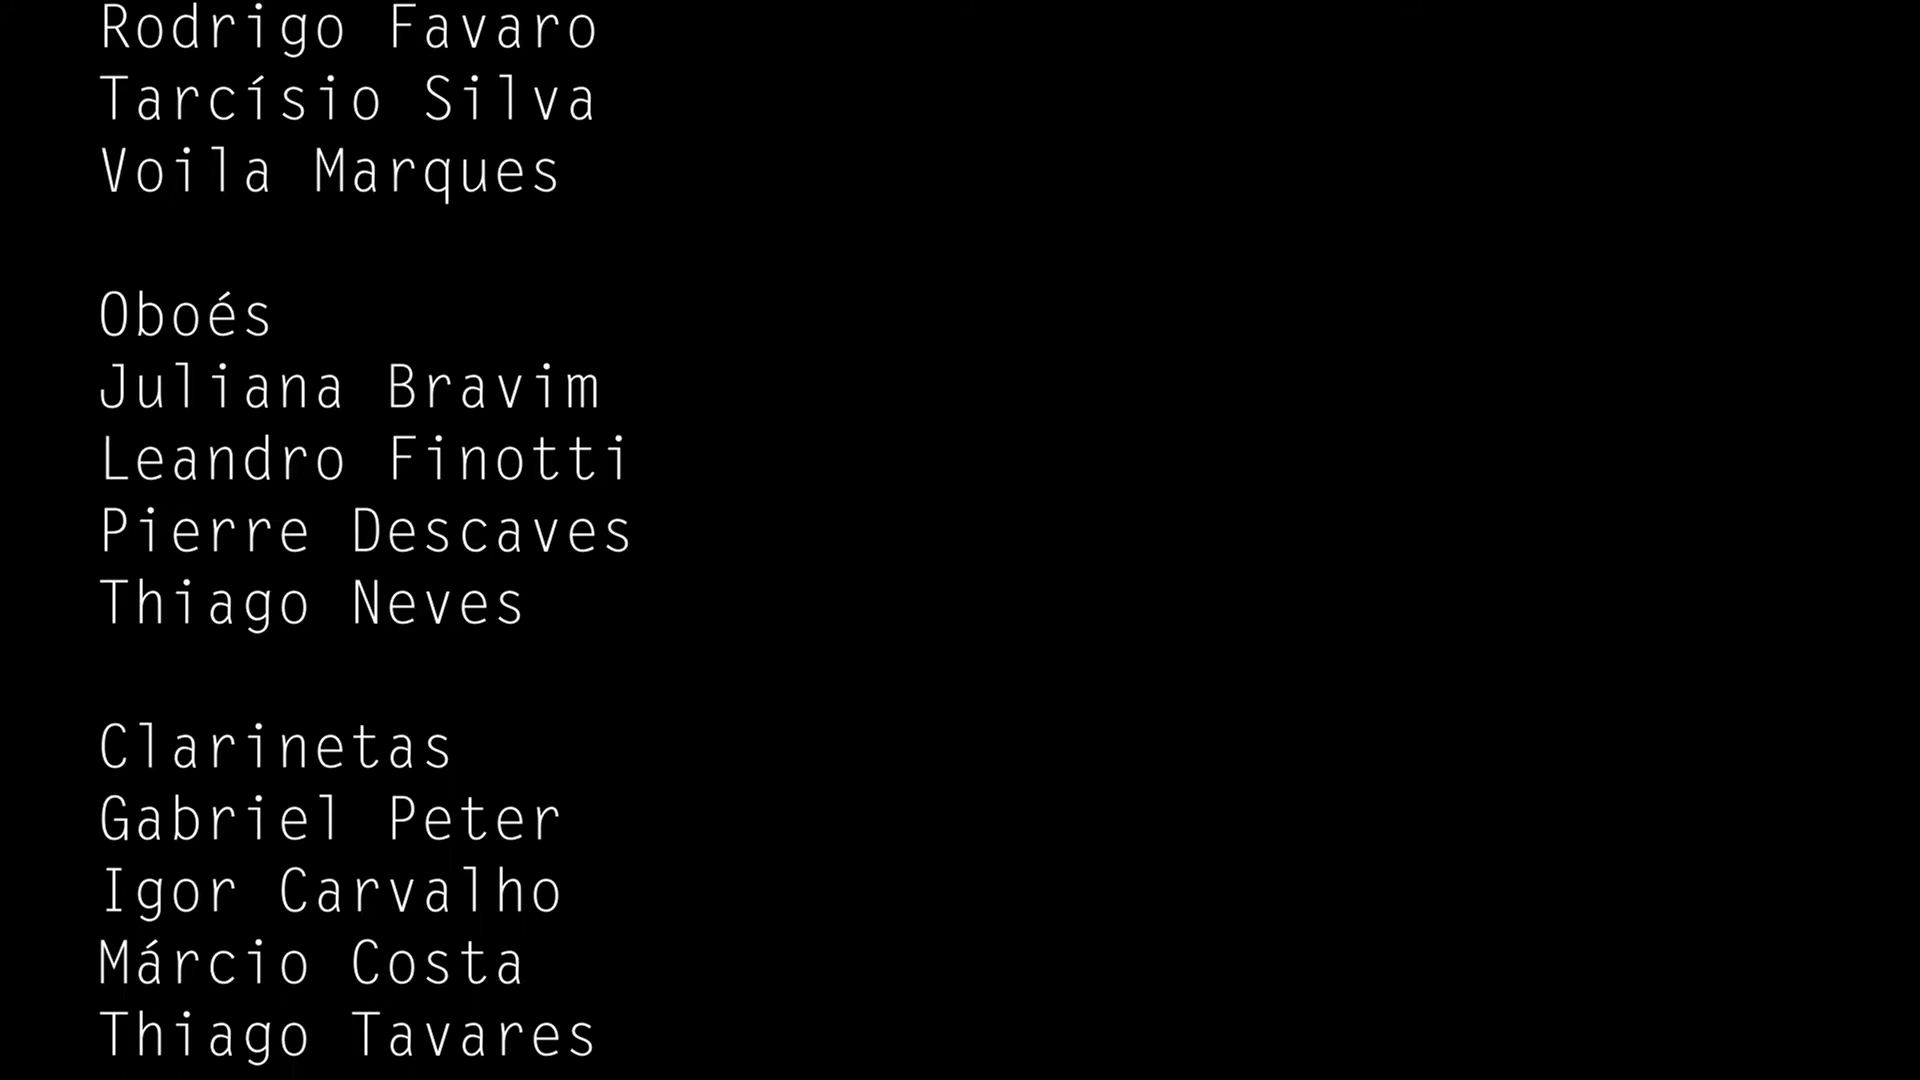 Rodrigo Favaro
Tarcísio Silva
Voila Marques
Oboés
Juliana Bravim
Leandro Finotti
Pierre Descaves
Thiago Neves
Clarinetas
Gabriel Peter
Igor Carvalho
Márcio Costa
Thiago Tavares